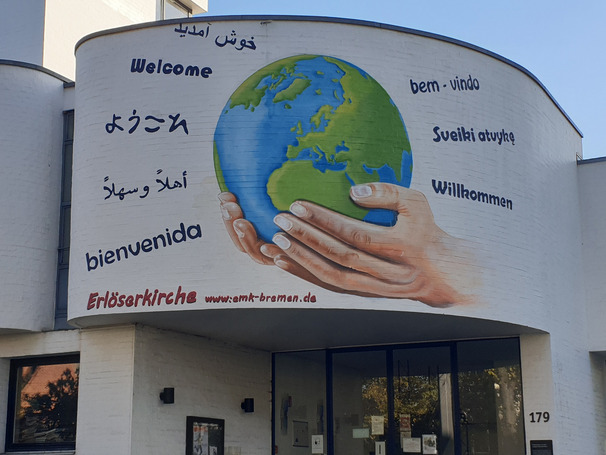 خوش آمدید
Welcome
ようこそ
أهلاً وسهلاً
bienvenida
bem-vindo
Sveiki atvykę
Willkommen
Erlöserkirche www.emk-bremen.de
179